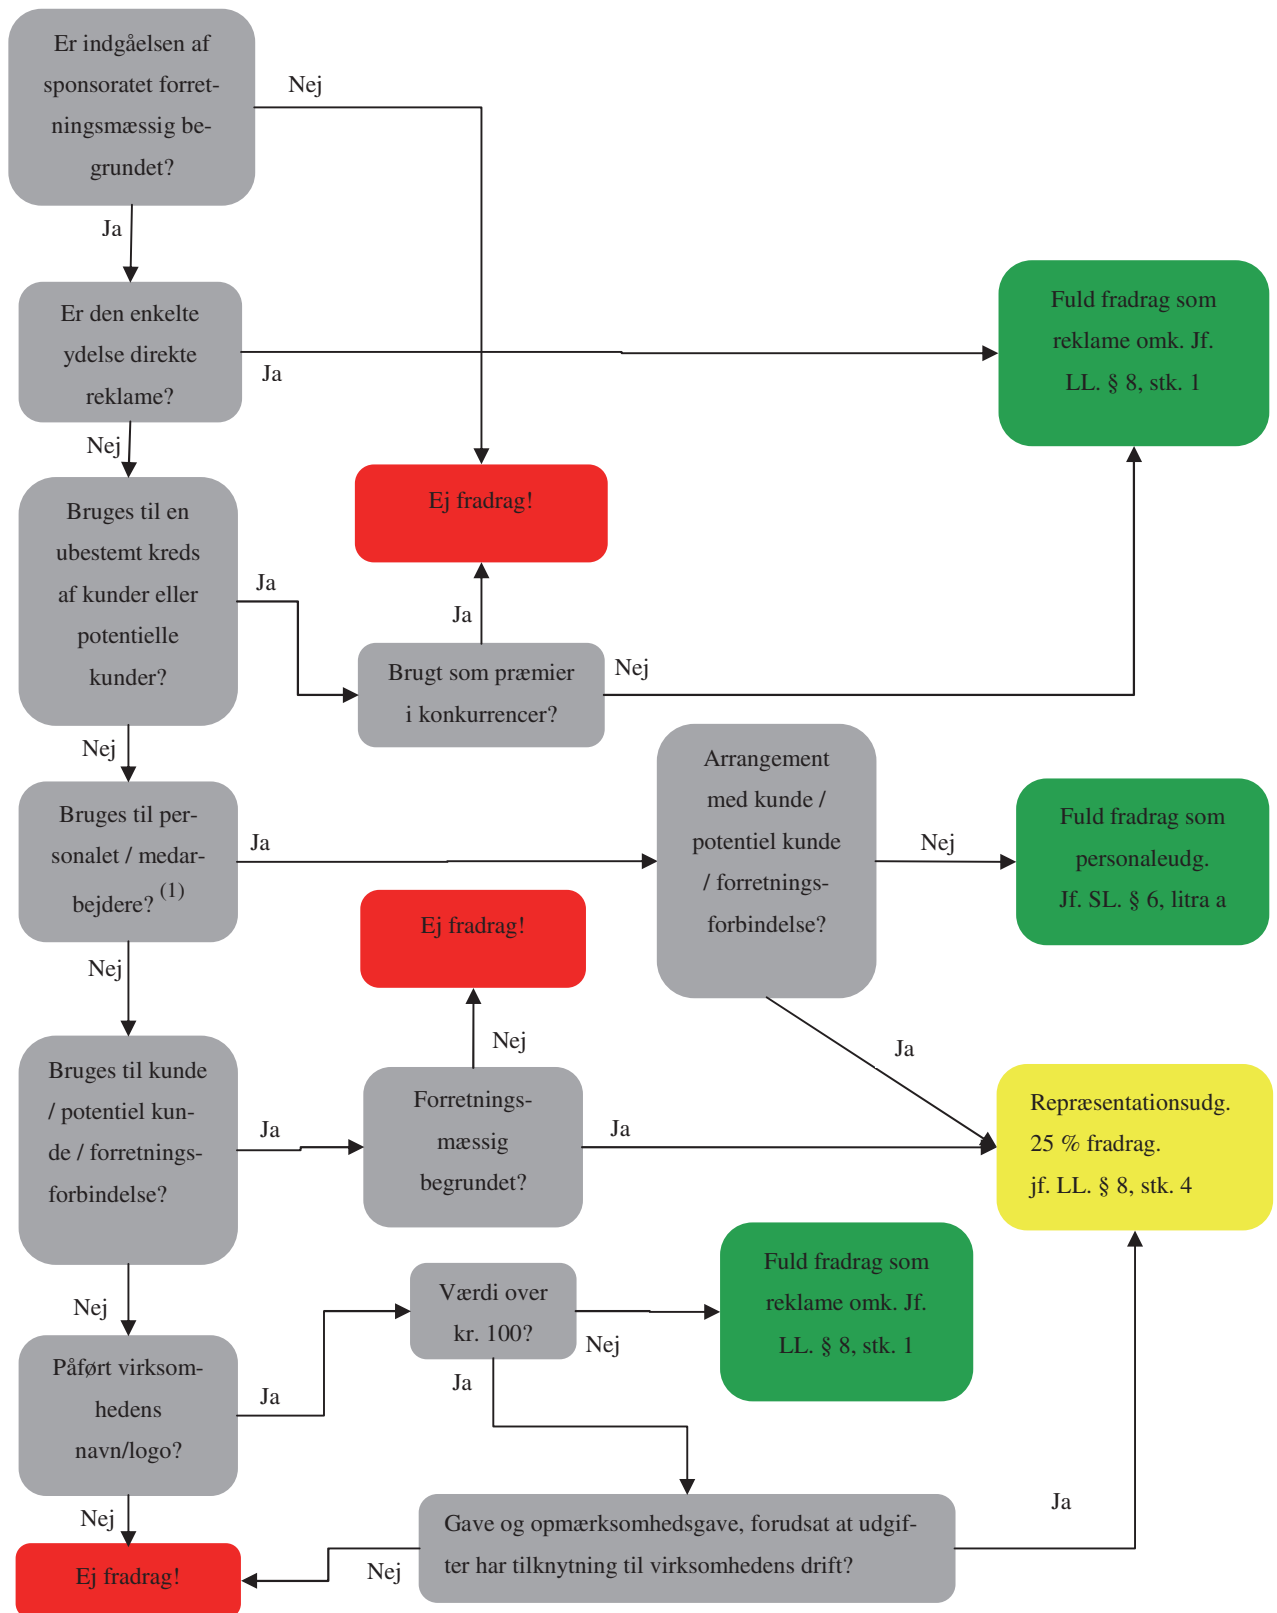 Er indgåelsen af
sponsoratet forret-
ningsmæssig be-
grundet?
Nej
Ja
Er den enkelte
ydelse direkte
reklame?
Ja
Fuld fradrag som
reklame omk. Jf.
LL. § 8, stk. 1
Nej
Bruges til en
ubestemt kreds
af kunder eller
potentielle
kunder?
Ja
Ej fradrag!
Ja
Brugt som præmier
i konkurrencer?
Nej
Nej
Bruges til per-
sonalet / medar-
bejdere? (1)
Ja
Arrangement
med kunde /
potentiel kunde
/ forretnings-
forbindelse?
Nej
Fuld fradrag som
personaleudg.
Jf. SL. § 6, litra a
Ja
Nej
Bruges til kunde
/ potentiel kun-
de / forretnings-
forbindelse?
Ja
Ej fradrag!
Nej
Forretnings-
mæssig
begrundet?
Ja
Repræsentationsudg.
25 % fradrag.
jf. LL. § 8, stk. 4
Nej
Påført virksom-
hedens
navn/logo?
Ja
Værdi over
kr. 100?
Nej
Fuld fradrag som
reklame omk. Jf.
LL. § 8, stk. 1
Ja
Gave og opmærksomhedsgave, forudsat at udgif-
ter har tilknytning til virksomhedens drift?
Ja
Nej
Nej
Ej fradrag!